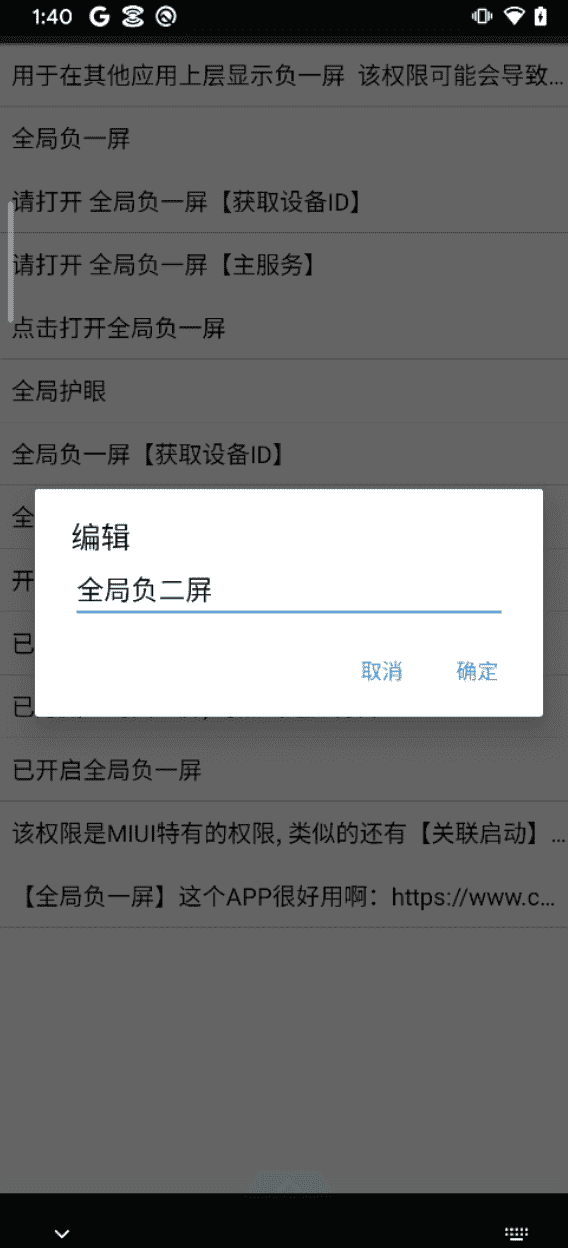 1:40
用于在其他应用上层显示负一屏 该权限可能会导致...
全局负一屏
请打开 全局负一屏【获取设备ID】
请打开 全局负一屏【主服务】
点击打开全局负一屏
全局护眼
全局负一屏【获取设备ID】
全
编辑
开
全局负二屏
已
取消 确定
已
已开启全局负一屏
该权限是MIUI特有的权限, 类似的还有【关联启动】...
【全局负一屏】这个APP很好用啊：https://www.c...